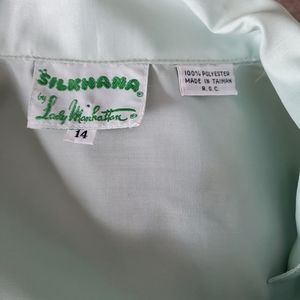 SILKHANA®
by Lady Manhattan®
14
100% POLYESTER
MADE IN TAIWAN
R.O.C.